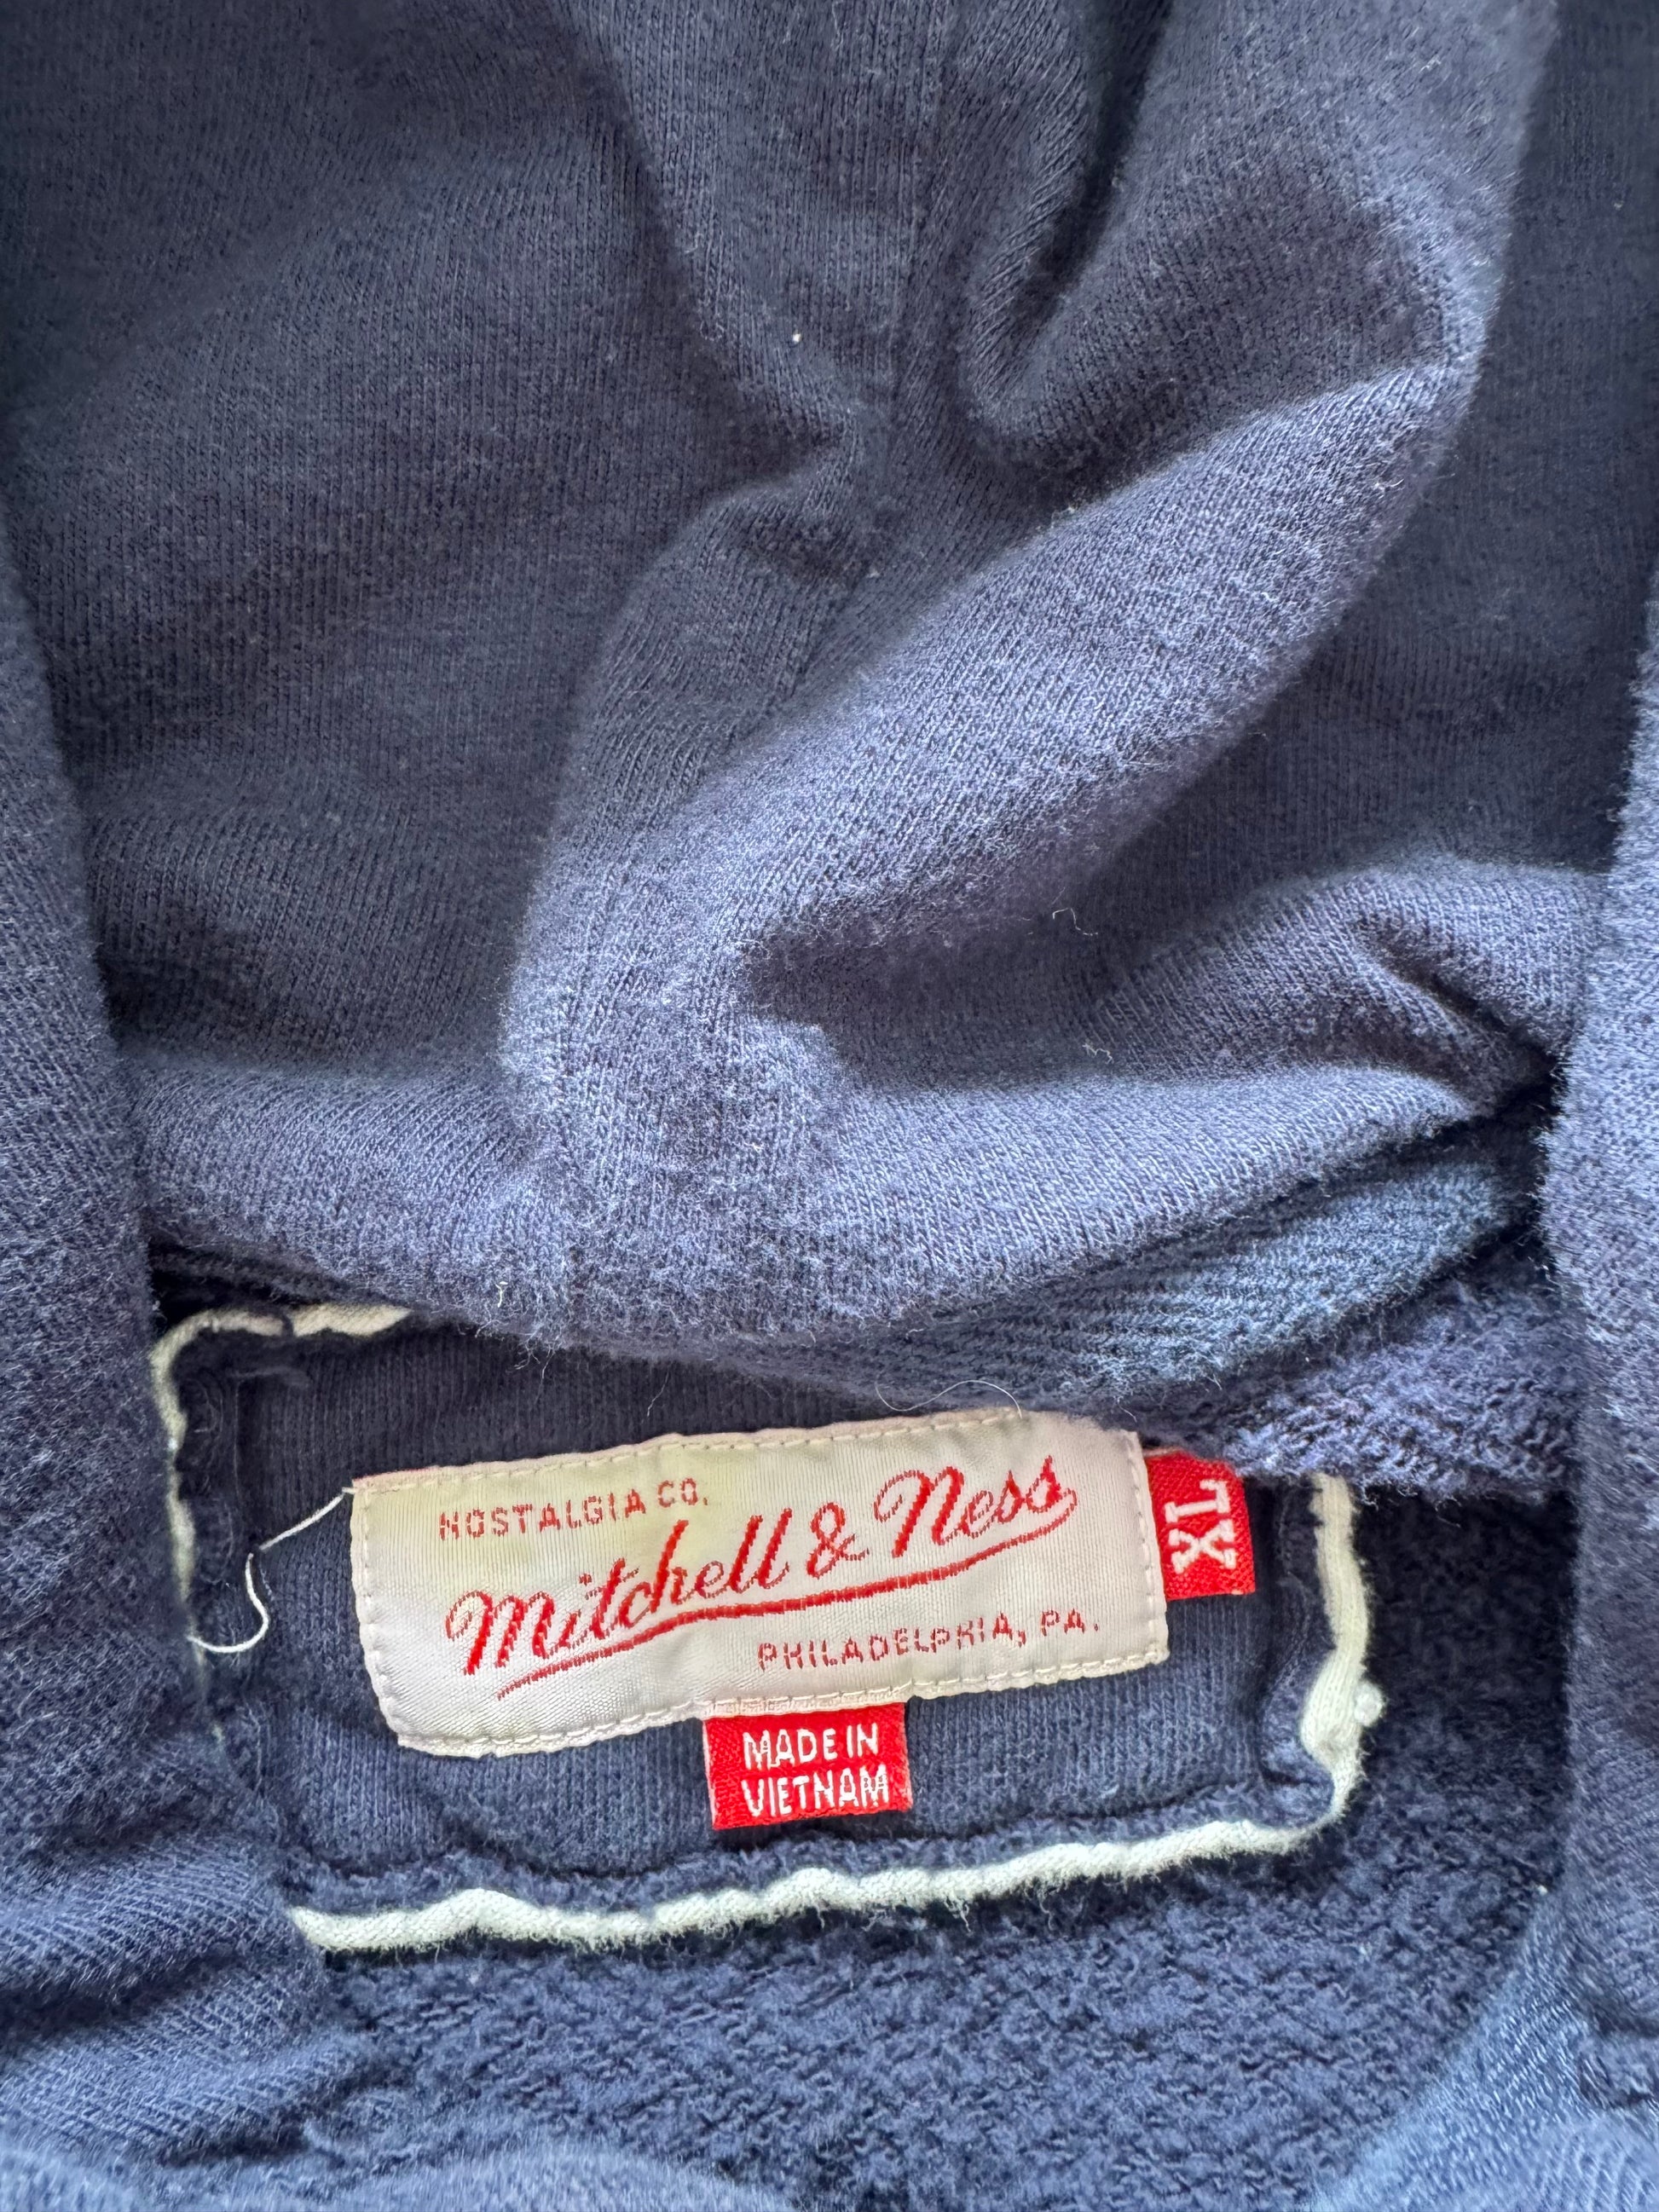 NOSTALGIA CO.
Mitchell & Ness
PHILADELPHIA, PA.
XL
MADE IN
VIETNAM